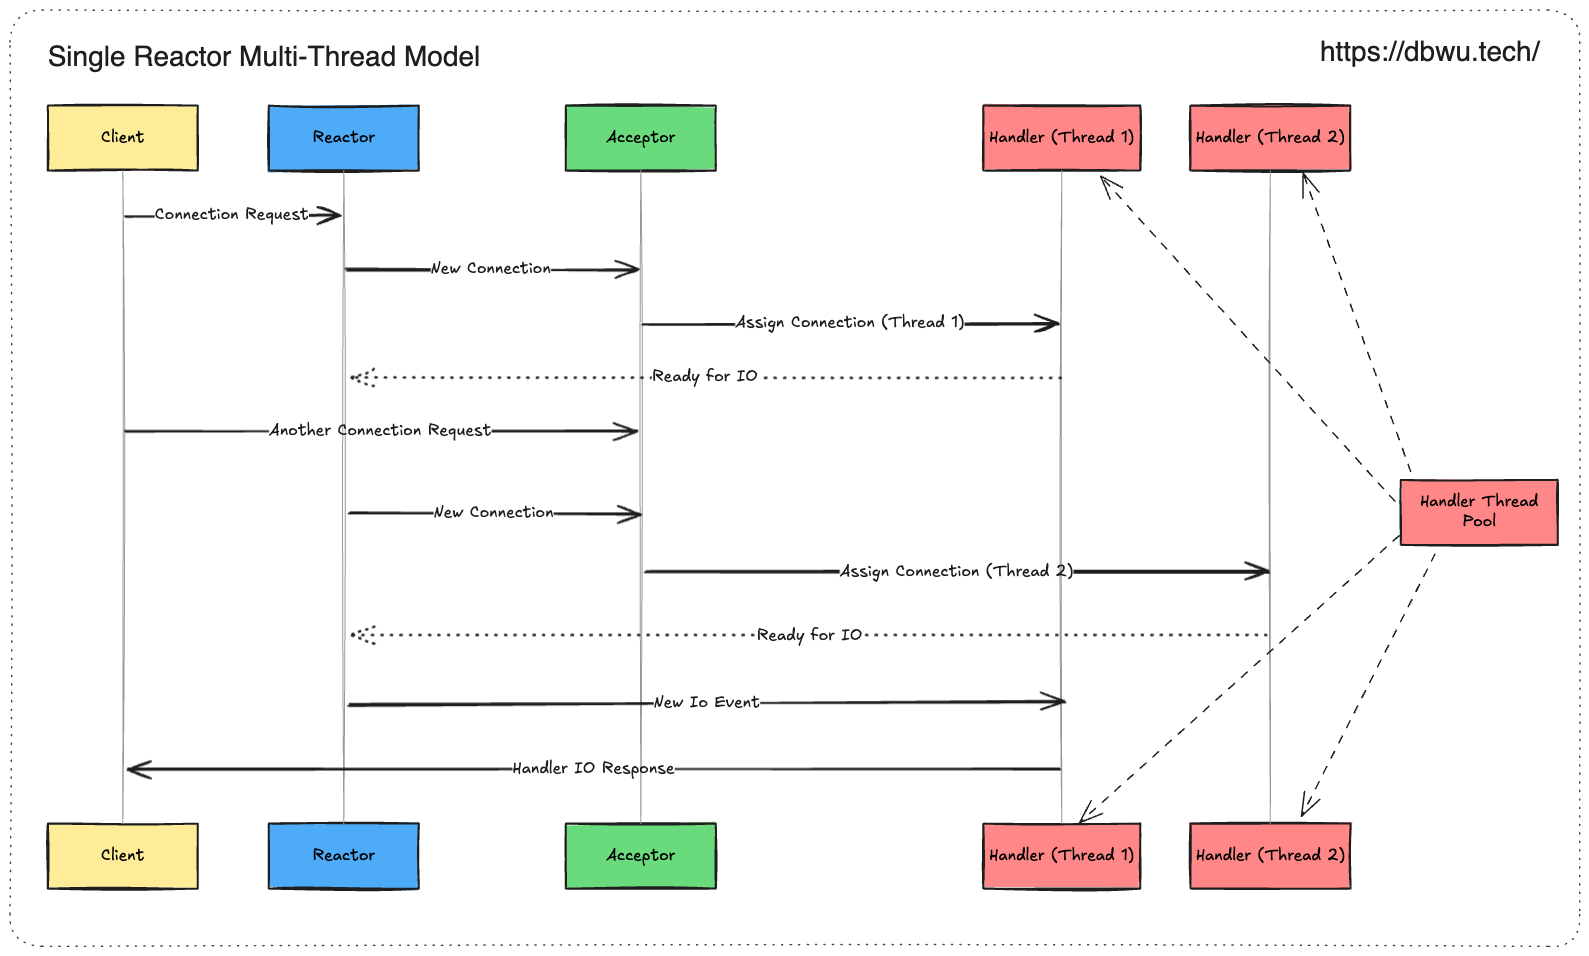 Single Reactor Multi-Thread Model
https://dbwu.tech/
Client
Reactor
Acceptor
Handler (Thread 1)
Handler (Thread 2)
Connection Request
New Connection
Assign Connection (Thread 1)
Ready for IO
Another Connection Request
Handler Thread
Pool
New Connection
Assign Connection (Thread 2)
Ready for IO
New Io Event
Handler IO Response
Client
Reactor
Acceptor
Handler (Thread 1)
Handler (Thread 2)